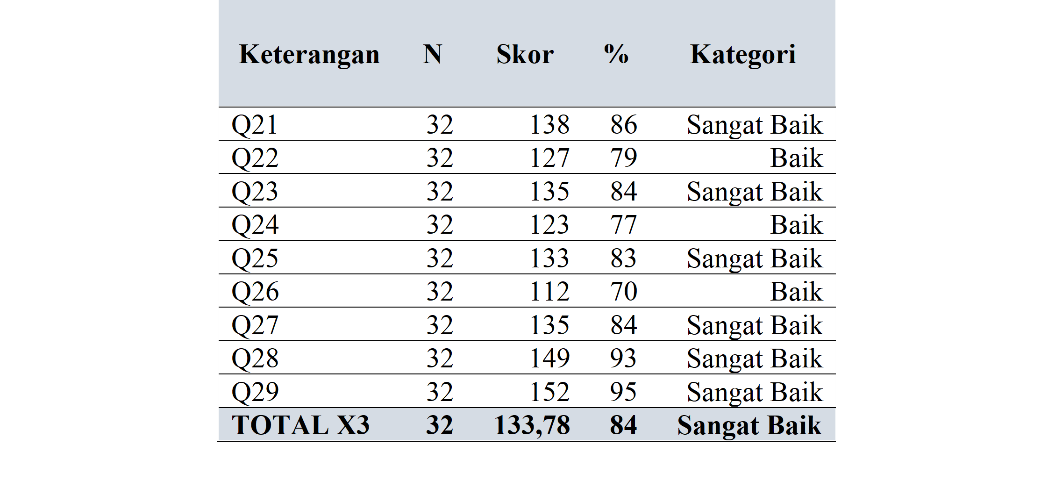 Keterangan N Skor % Kategori
Q21 32 138 86 Sangat Baik
Q22 32 127 79 Baik
Q23 32 135 84 Sangat Baik
Q24 32 123 77 Baik
Q25 32 133 83 Sangat Baik
Q26 32 112 70 Baik
Q27 32 135 84 Sangat Baik
Q28 32 149 93 Sangat Baik
Q29 32 152 95 Sangat Baik
TOTAL X3 32 133,78 84 Sangat Baik